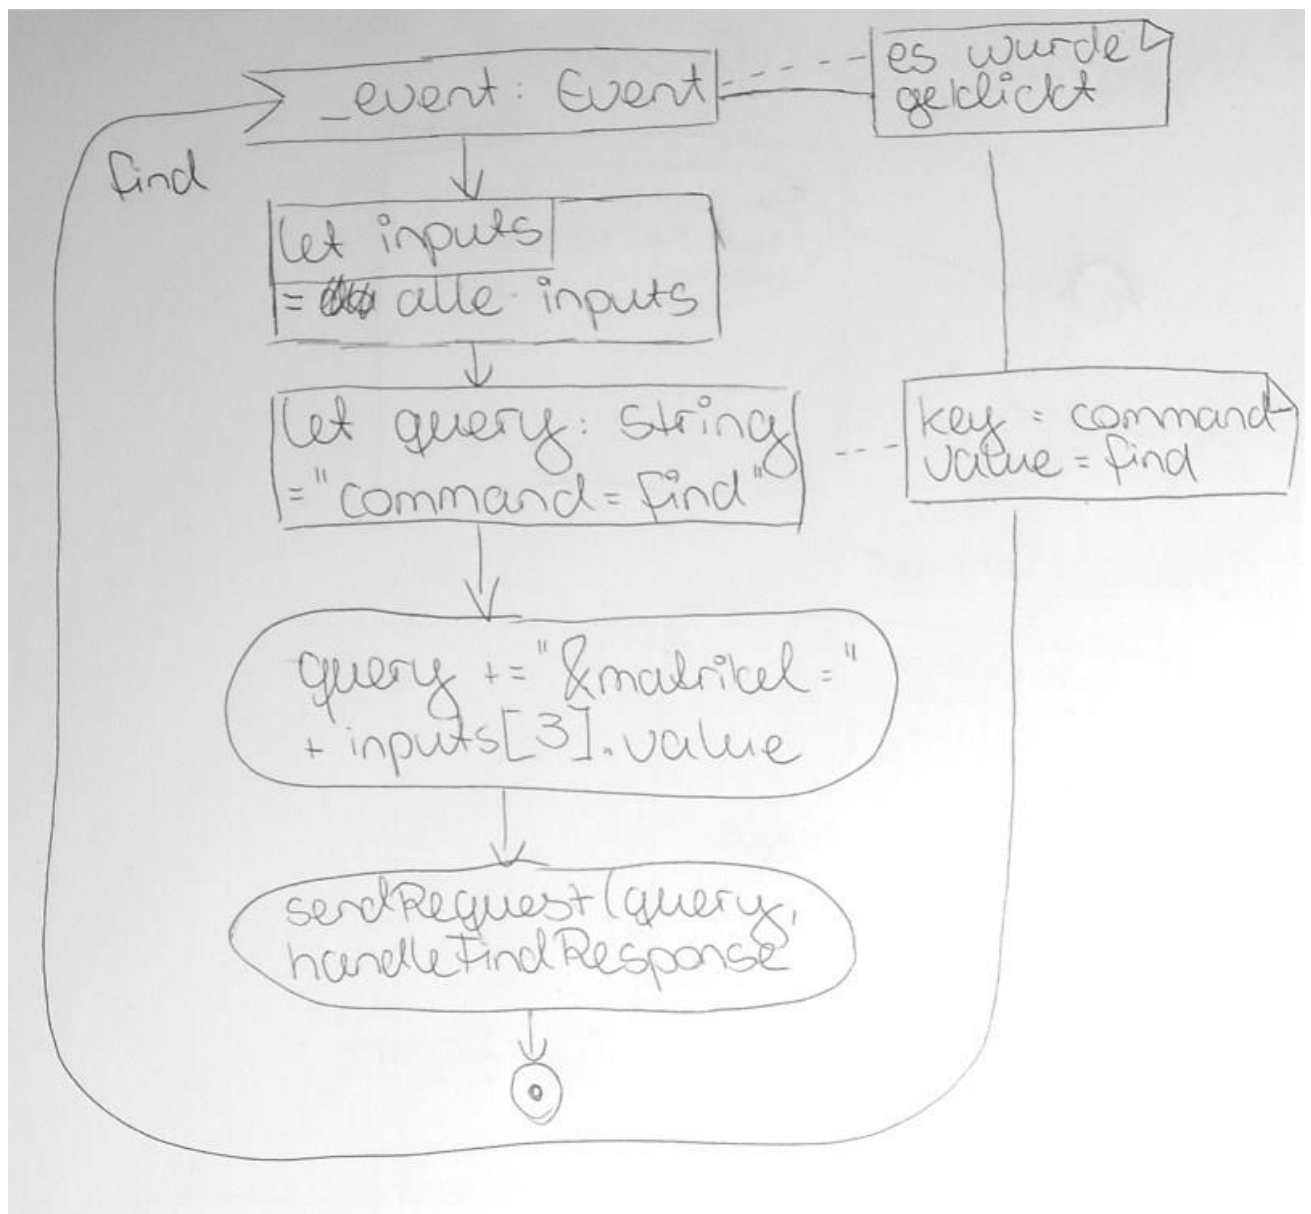 _event: Event
es wurde
geklickt
find
let inputs
= alle inputs
let query: string
="command=find"
key = command
value = find
query +="&matrikel="
+ inputs[3].value
sendRequest(query,
handleFindResponse